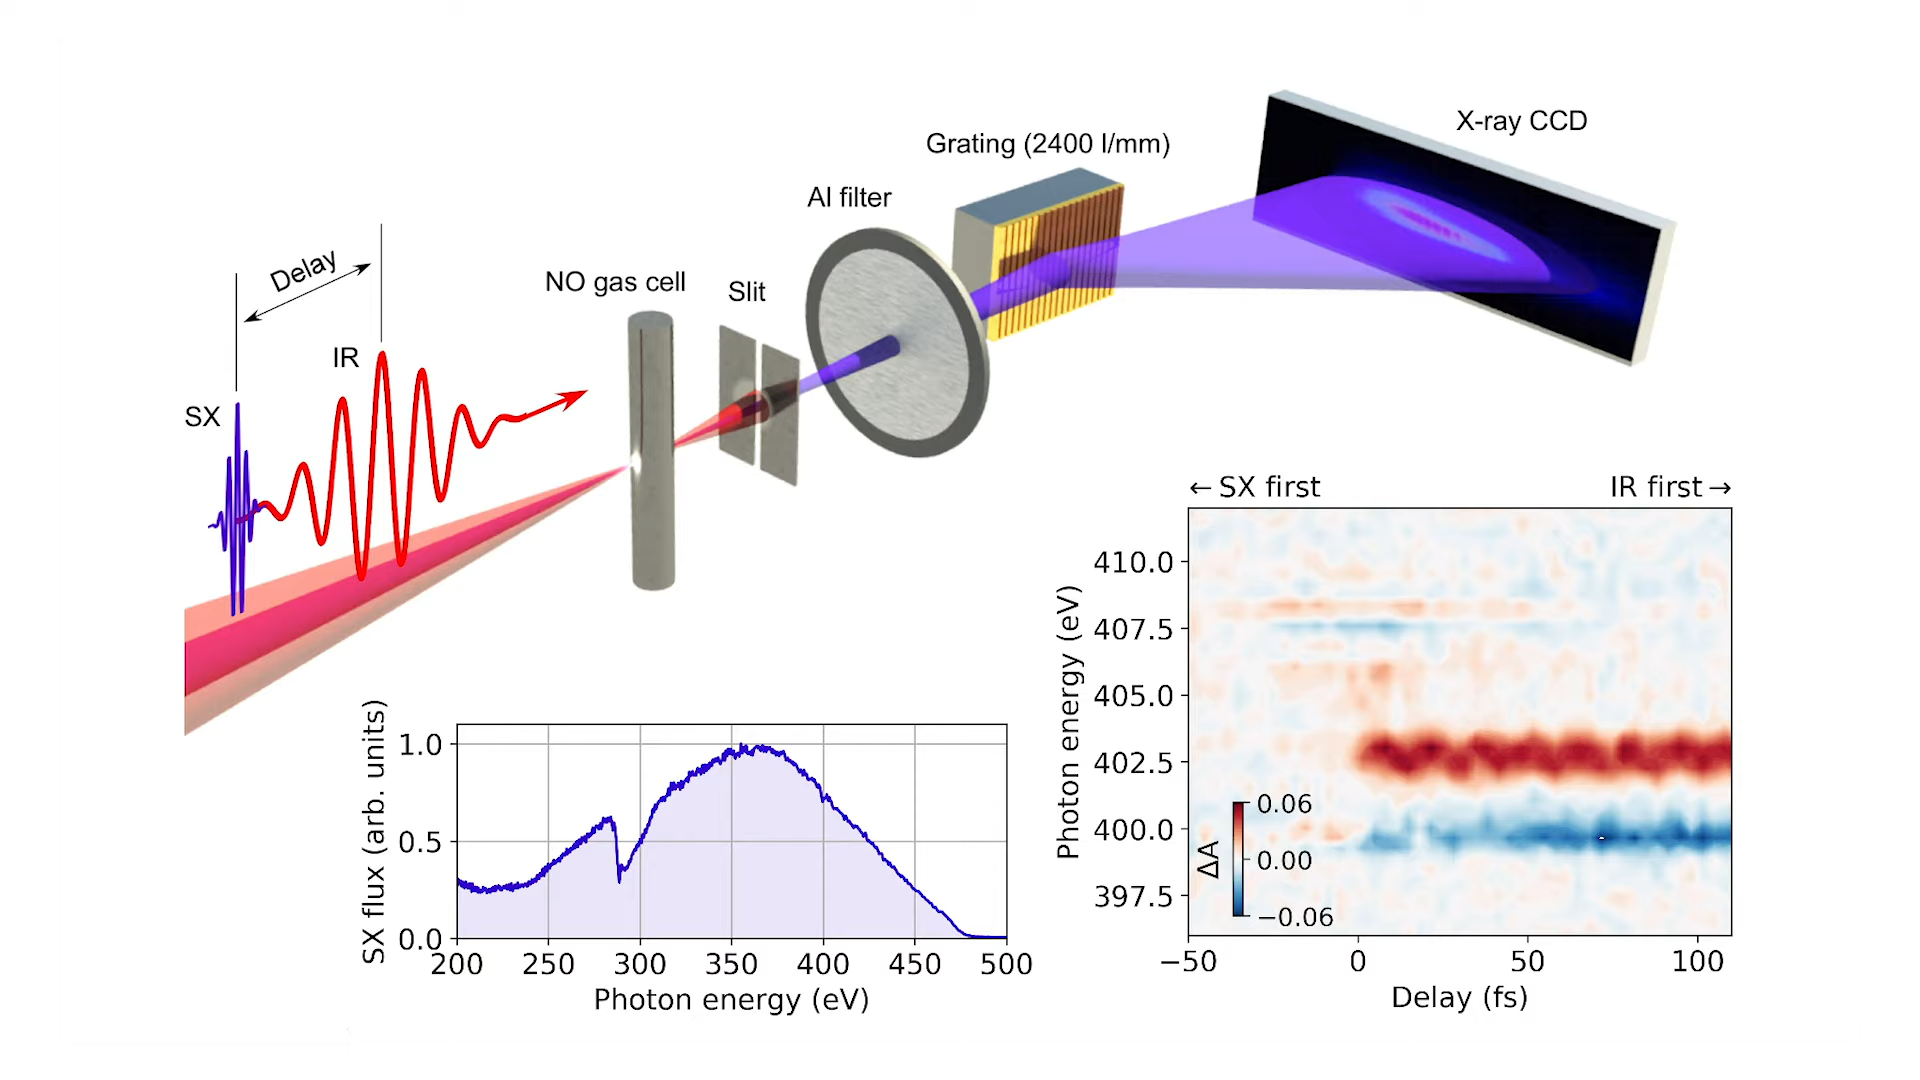 X-ray CCD
Grating (2400 l/mm)
Al filter
Delay
NO gas cell
Slit
IR
SX
←SX first
IR first→
Photon energy (eV)
410.0
407.5
405.0
402.5
400.0
397.5
ΔA
0.06
0.00
−0.06
−50
0
50
100
Delay (fs)
SX flux (arb. units)
1.0
0.5
0.0
200
250
300
350
400
450
500
Photon energy (eV)